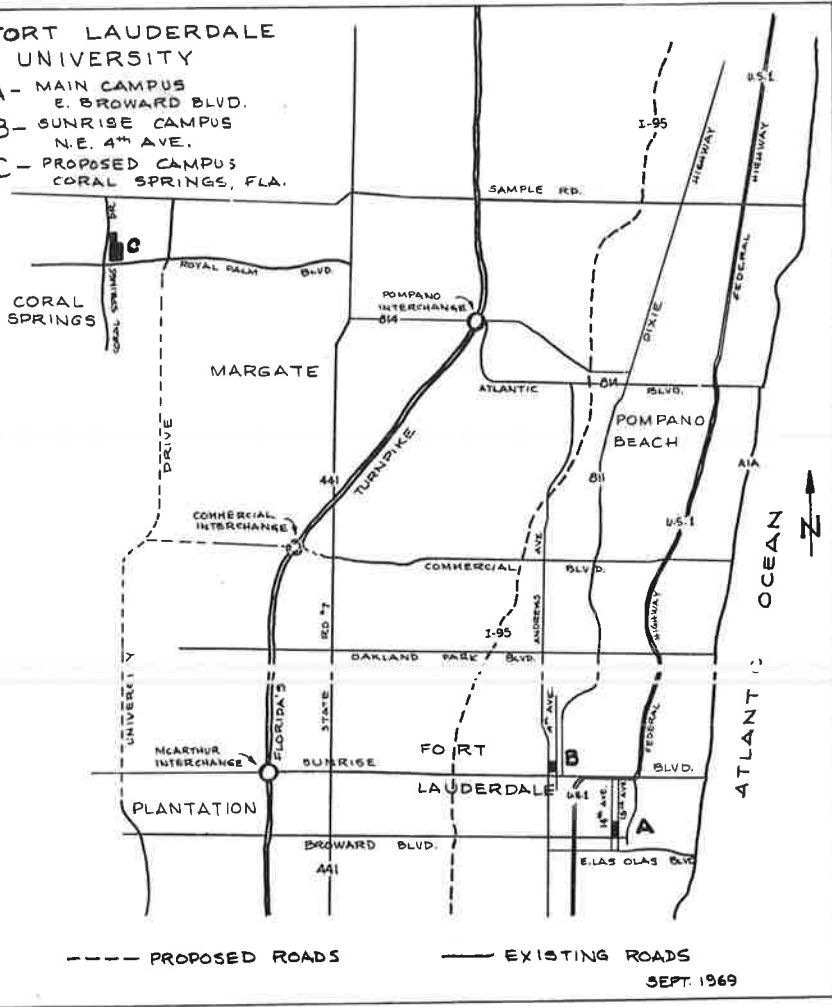 FORT LAUDERDALE
UNIVERSITY
A - MAIN CAMPUS
E. BROWARD BLVD.
B - SUNRISE CAMPUS
N.E. 4th AVE.
C - PROPOSED CAMPUS
CORAL SPRINGS, FLA.
U.S.1
I-95
HIGHWAY
HIGHWAY
SAMPLE RD.
DR.
C
ROYAL PALM BLVD.
CORAL SPRINGS
FEDERAL
CORAL
SPRINGS
POMPANO
INTERCHANGE
814
DIXIE
MARGATE
ATLANTIC BLVD.
814
POMPANO
BEACH
DRIVE
TURNPIKE
441
811
A1A
N
COMMERCIAL
INTERCHANGE
U.S.1
COMMERCIAL BLVD.
ATLANTIC OCEAN
ANDREWS AVE.
HIGHWAY
I-95
STATE RD #7
OAKLAND PARK BLVD.
UNIVERSITY
FLORIDA'S
4th AVE.
FEDERAL
MCARTHUR
INTERCHANGE
SUNRISE BLVD.
FORT
LAUDERDALE
B
PLANTATION
U.S.1
14th AVE.
15th AVE.
A
BROWARD BLVD.
E. LAS OLAS BLVD
441
PROPOSED ROADS
EXISTING ROADS
SEPT. 1969